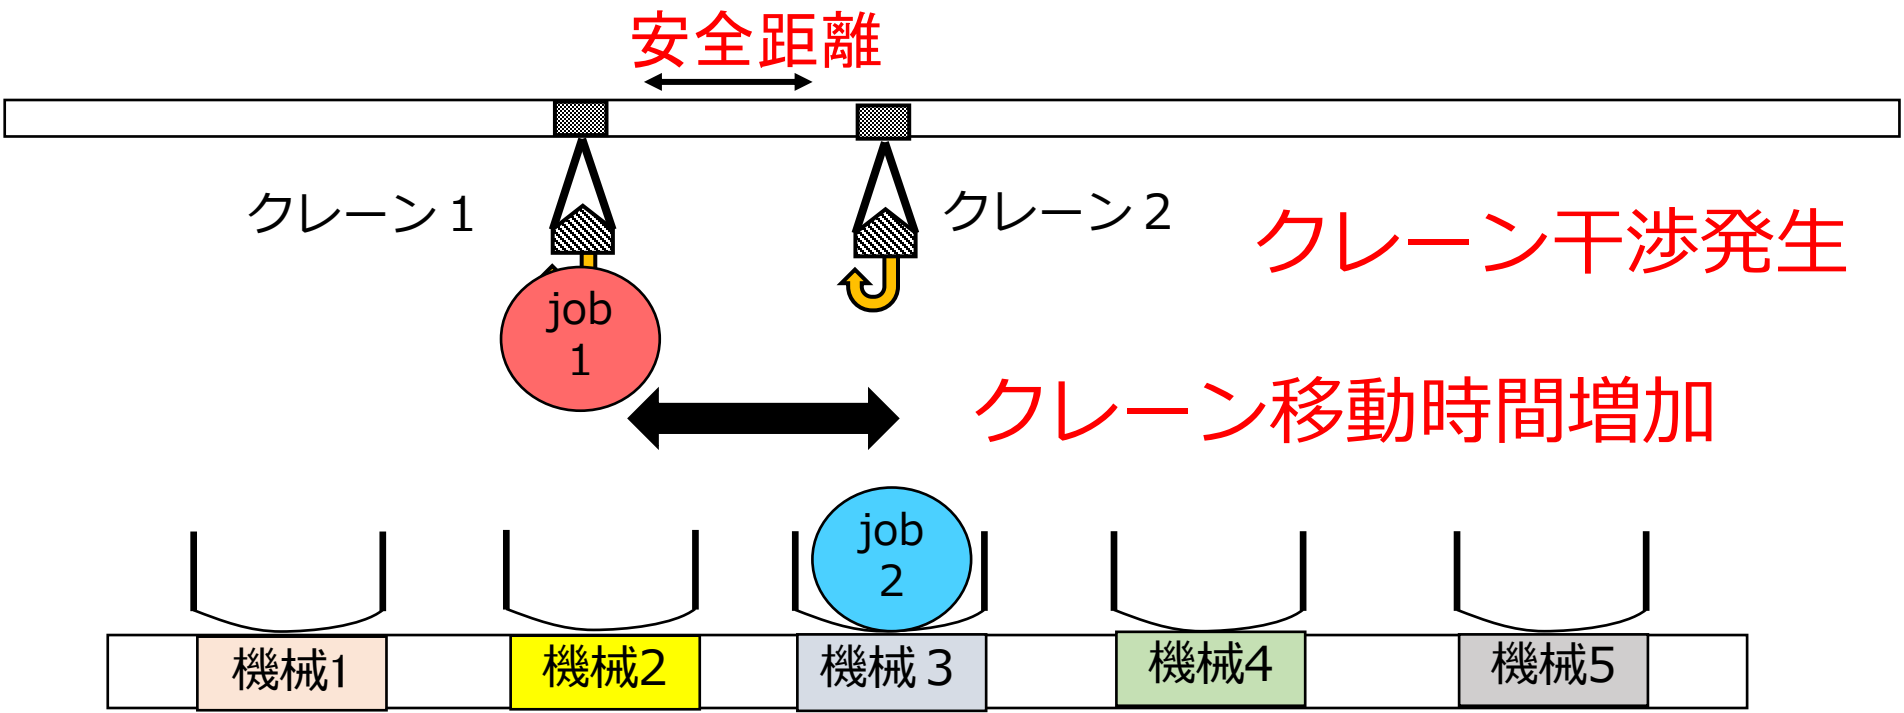 安全距離
クレーン１
クレーン２
クレーン干渉発生
job
1
クレーン移動時間増加
job
2
機械1
機械2
機械３
機械4
機械5